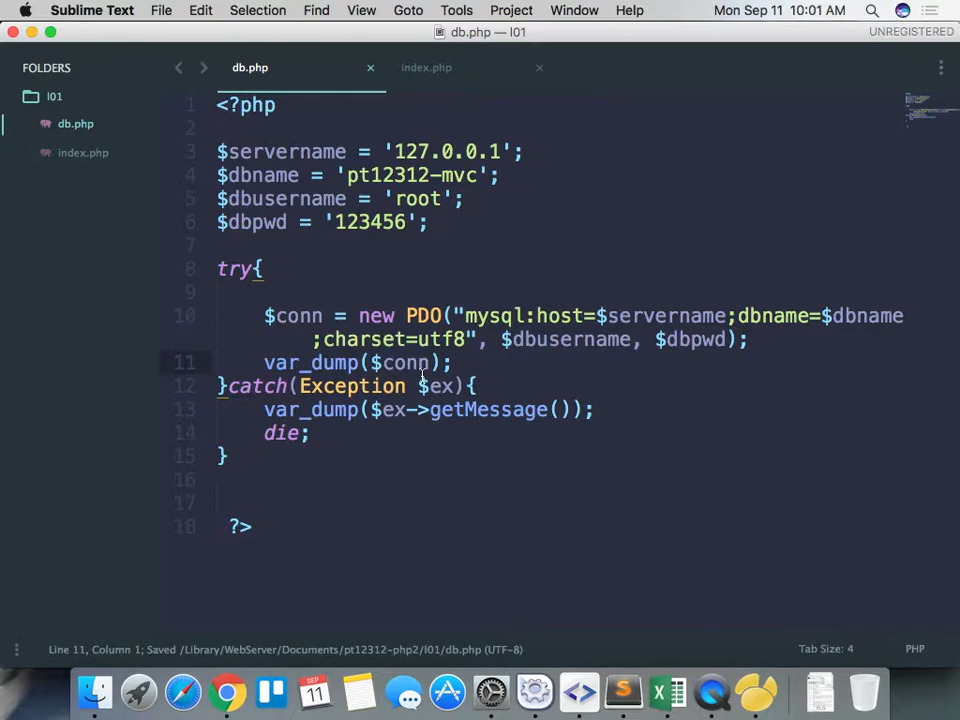 Sublime Text File Edit Selection Find View Goto Tools Project Window Help Mon Sep 11 10:01 AM
db.php — l01 UNREGISTERED
FOLDERS
l01
db.php
index.php
db.php × index.php ×
1 <?php
2
3 $servername = '127.0.0.1';
4 $dbname = 'pt12312-mvc';
5 $dbusername = 'root';
6 $dbpwd = '123456';
7
8 try{
9
10 $conn = new PDO("mysql:host=$servername;dbname=$dbname
;charset=utf8", $dbusername, $dbpwd);
11 var_dump($conn);
12 }catch(Exception $ex){
13 var_dump($ex->getMessage());
14 die;
15 }
16
17
18 ?>
Line 11, Column 1; Saved /Library/WebServer/Documents/pt12312-php2/l01/db.php (UTF-8) Tab Size: 4 PHP
SEP
11